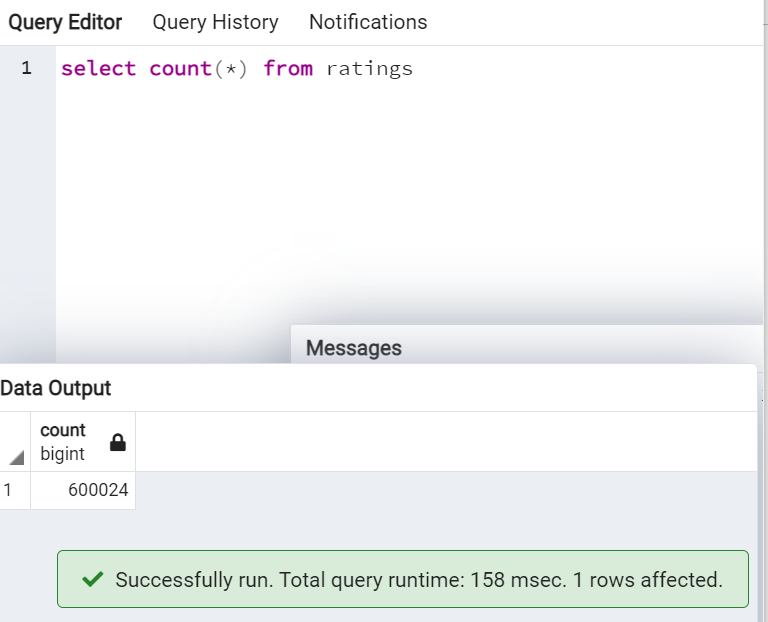 Query Editor Query History Notifications
1 select count(*) from ratings
Messages
Data Output
count
bigint
1 600024
Successfully run. Total query runtime: 158 msec. 1 rows affected.